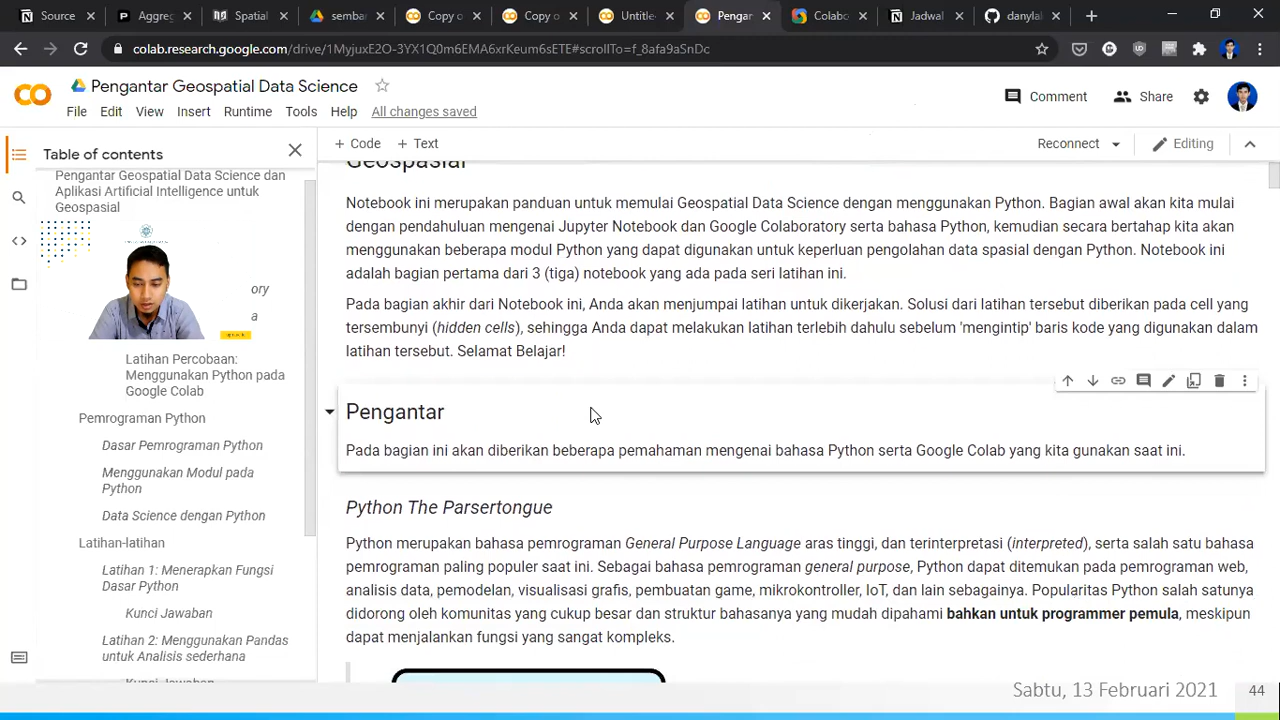 Source
Aggreg
Spatial
sembar
Copy o
Copy o
Untitle
Pengar
Colabo
Jadwal
danylak
colab.research.google.com/drive/1MyjuxE2O-3YX1Q0m6EMA6xrKeum6sETE#scrollTo=f_8afa9aSnDc
Pengantar Geospatial Data Science
File Edit View Insert Runtime Tools Help All changes saved
Comment
Share
+ Code + Text
Reconnect
Editing
Table of contents
Pengantar Geospatial Data Science dan
Aplikasi Artificial Intelligence untuk
Geospasial
ory
a
Latihan Percobaan:
Menggunakan Python pada
Google Colab
Pemrograman Python
Dasar Pemrograman Python
Menggunakan Modul pada
Python
Data Science dengan Python
Latihan-latihan
Latihan 1: Menerapkan Fungsi
Dasar Python
Kunci Jawaban
Latihan 2: Menggunakan Pandas
untuk Analisis sederhana
Kunci Jawaban
Geospasial
Notebook ini merupakan panduan untuk memulai Geospatial Data Science dengan menggunakan Python. Bagian awal akan kita mulai
dengan pendahuluan mengenai Jupyter Notebook dan Google Colaboratory serta bahasa Python, kemudian secara bertahap kita akan
menggunakan beberapa modul Python yang dapat digunakan untuk keperluan pengolahan data spasial dengan Python. Notebook ini
adalah bagian pertama dari 3 (tiga) notebook yang ada pada seri latihan ini.
Pada bagian akhir dari Notebook ini, Anda akan menjumpai latihan untuk dikerjakan. Solusi dari latihan tersebut diberikan pada cell yang
tersembunyi (hidden cells), sehingga Anda dapat melakukan latihan terlebih dahulu sebelum 'mengintip' baris kode yang digunakan dalam
latihan tersebut. Selamat Belajar!
Pengantar
Pada bagian ini akan diberikan beberapa pemahaman mengenai bahasa Python serta Google Colab yang kita gunakan saat ini.
Python The Parsertongue
Python merupakan bahasa pemrograman General Purpose Language aras tinggi, dan terinterpretasi (interpreted), serta salah satu bahasa
pemrograman paling populer saat ini. Sebagai bahasa pemrograman general purpose, Python dapat ditemukan pada pemrograman web,
analisis data, pemodelan, visualisasi grafis, pembuatan game, mikrokontroller, IoT, dan lain sebagainya. Popularitas Python salah satunya
didorong oleh komunitas yang cukup besar dan struktur bahasanya yang mudah dipahami bahkan untuk programmer pemula, meskipun
dapat menjalankan fungsi yang sangat kompleks.
Sabtu, 13 Februari 2021
44